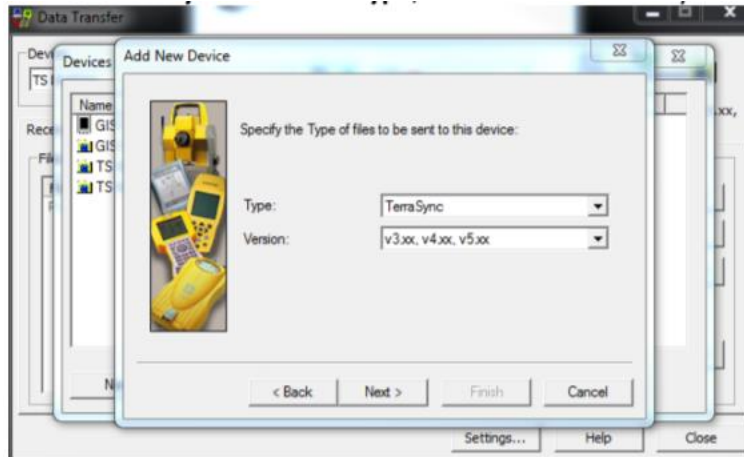 Data Transfer
Devices
Add New Device
TS
Name
GIS
GIS
TS
TS
xx,
Specify the Type of files to be sent to this device:
Type: TerraSync
Version: v3.xx, v4.xx, v5.xx
< Back Next > Finish Cancel
Settings... Help Close